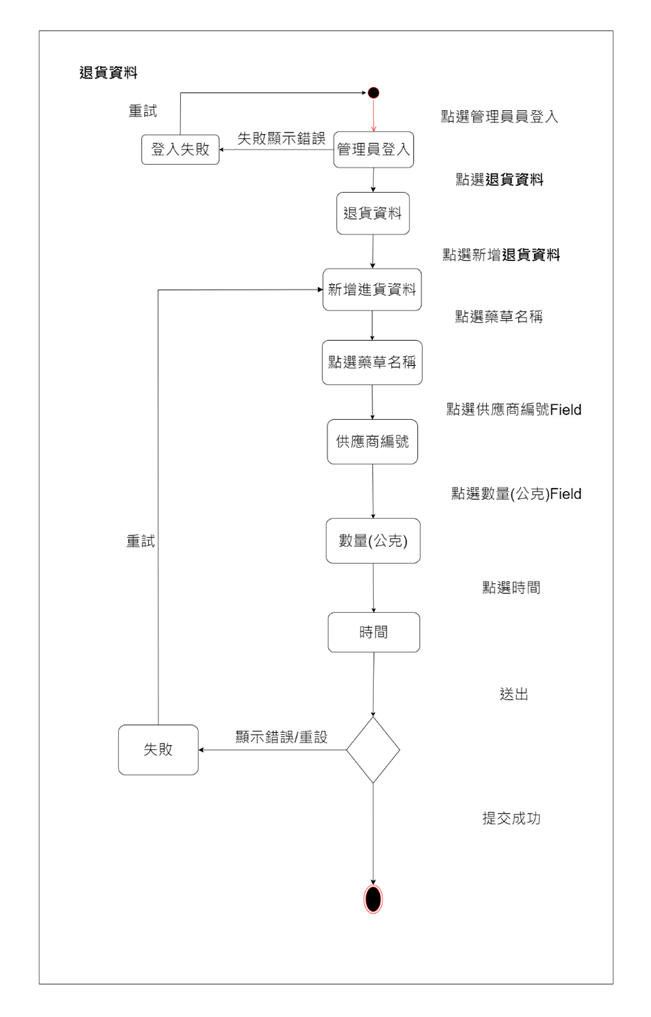 退貨資料
重試
點選管理員員登入
登入失敗
失敗顯示錯誤
管理員登入
點選退貨資料
退貨資料
點選新增退貨資料
新增進貨資料
點選藥草名稱
點選藥草名稱
點選供應商編號Field
供應商編號
點選數量(公克)Field
重試
數量(公克)
點選時間
時間
送出
失敗
顯示錯誤/重設
提交成功